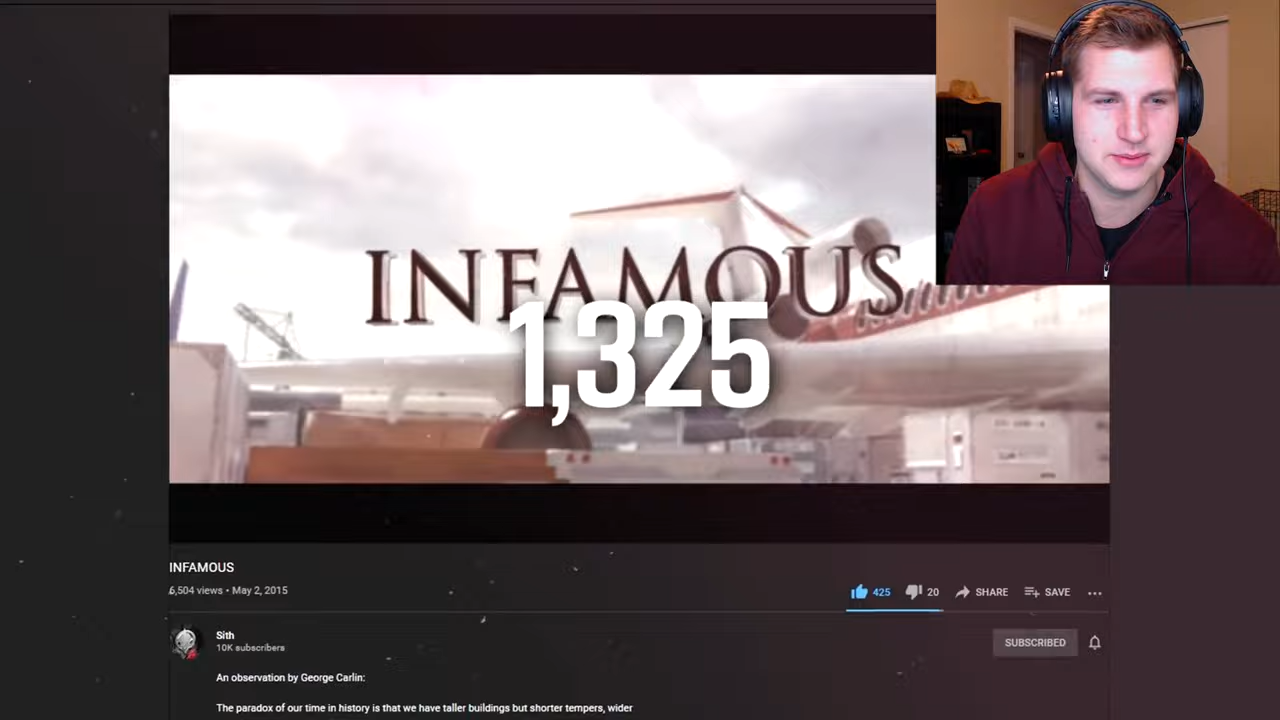 INFAMOUS
1,325
INFAMOUS
6,504 views • May 2, 2015
425 20 SHARE SAVE
Sith
10K subscribers
SUBSCRIBED
An observation by George Carlin:
The paradox of our time in history is that we have taller buildings but shorter tempers, wider